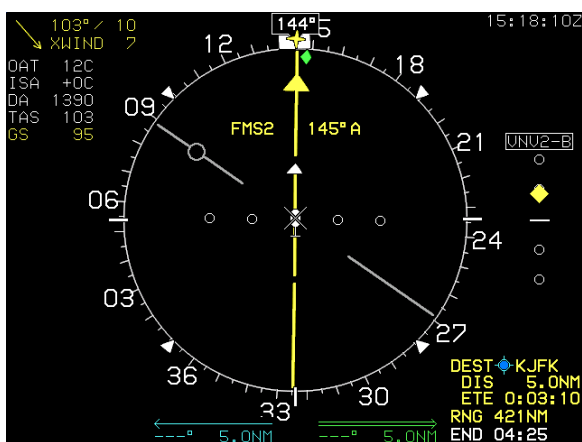 103°/ 10
XWIND 7
144°
15
15:18:10Z
OAT 12C
ISA +0C
DA 1390
TAS 103
GS 95
12
18
09
FMS2 145°A
21
VNV2-B
06
24
03
27
36
30
33
DEST KJFK
DIS 5.0NM
ETE 0:03:10
RNG 421NM
END 04:25
---° 5.0NM
---° 5.0NM